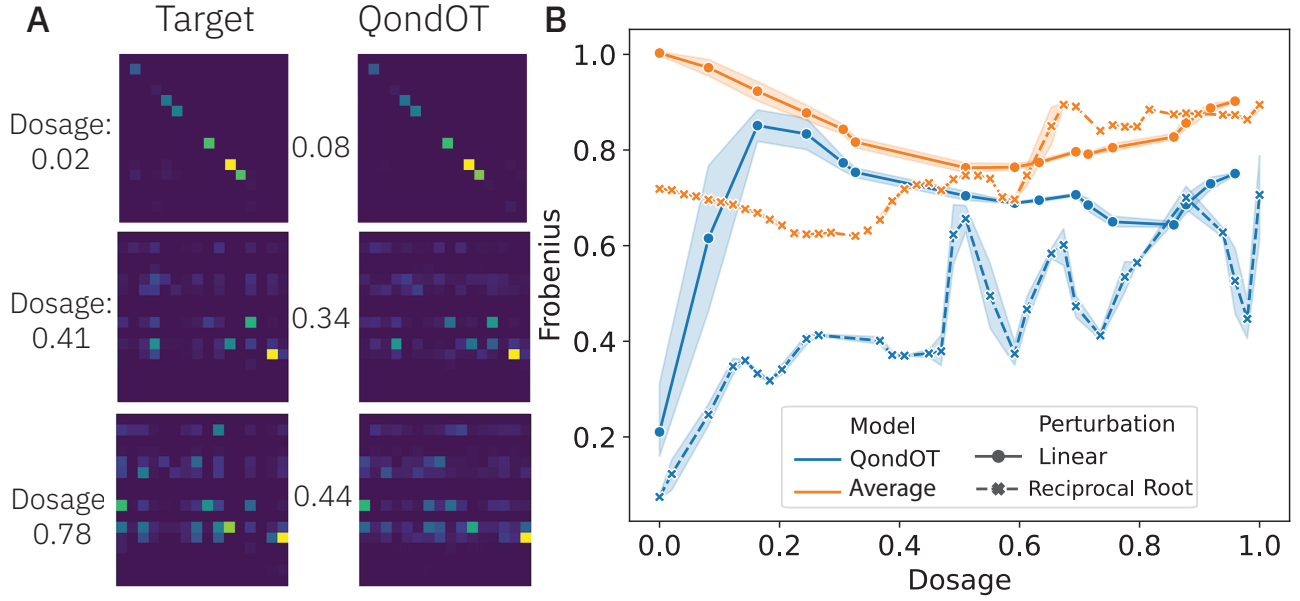 A
Target
QondOT
Dosage:
0.02
0.08
Dosage:
0.41
0.34
Dosage
0.78
0.44
B
Frobenius
1.0
0.8
0.6
0.4
0.2
0.0
0.2
0.4
0.6
0.8
1.0
Dosage
Model
QondOT
Average
Perturbation
Linear
Reciprocal Root